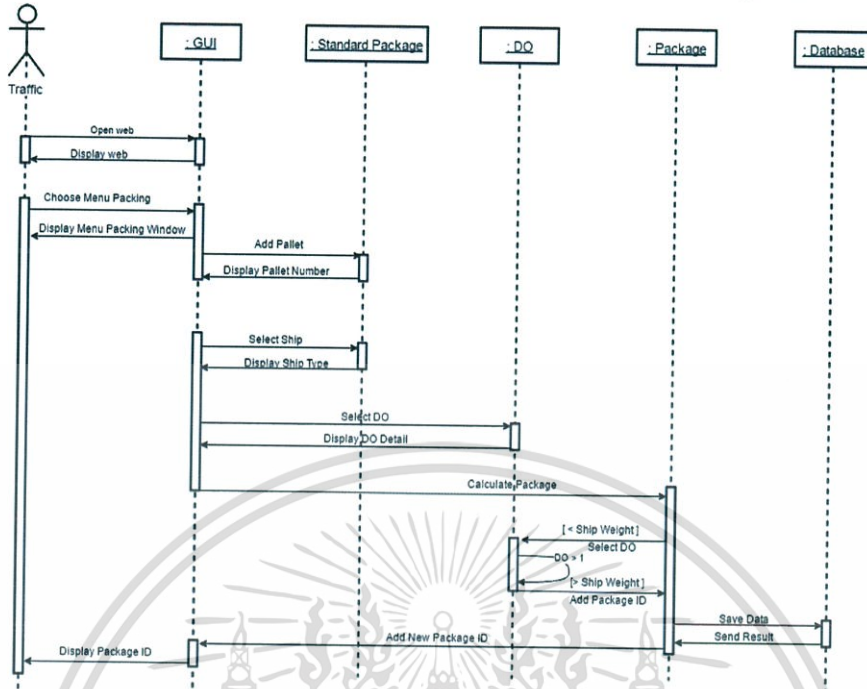 : GUI
: Standard Package
: DO
: Package
: Database
Traffic
Open web
Display web
Choose Menu Packing
Display Menu Packing Window
Add Pallet
Display Pallet Number
Select Ship
Display Ship Type
Select DO
Display DO Detail
Calculate Package
[ < Ship Weight ]
Select DO
DO > 1
[> Ship Weight ]
Add Package ID
Save Data
Send Result
Add New Package ID
Display Package ID